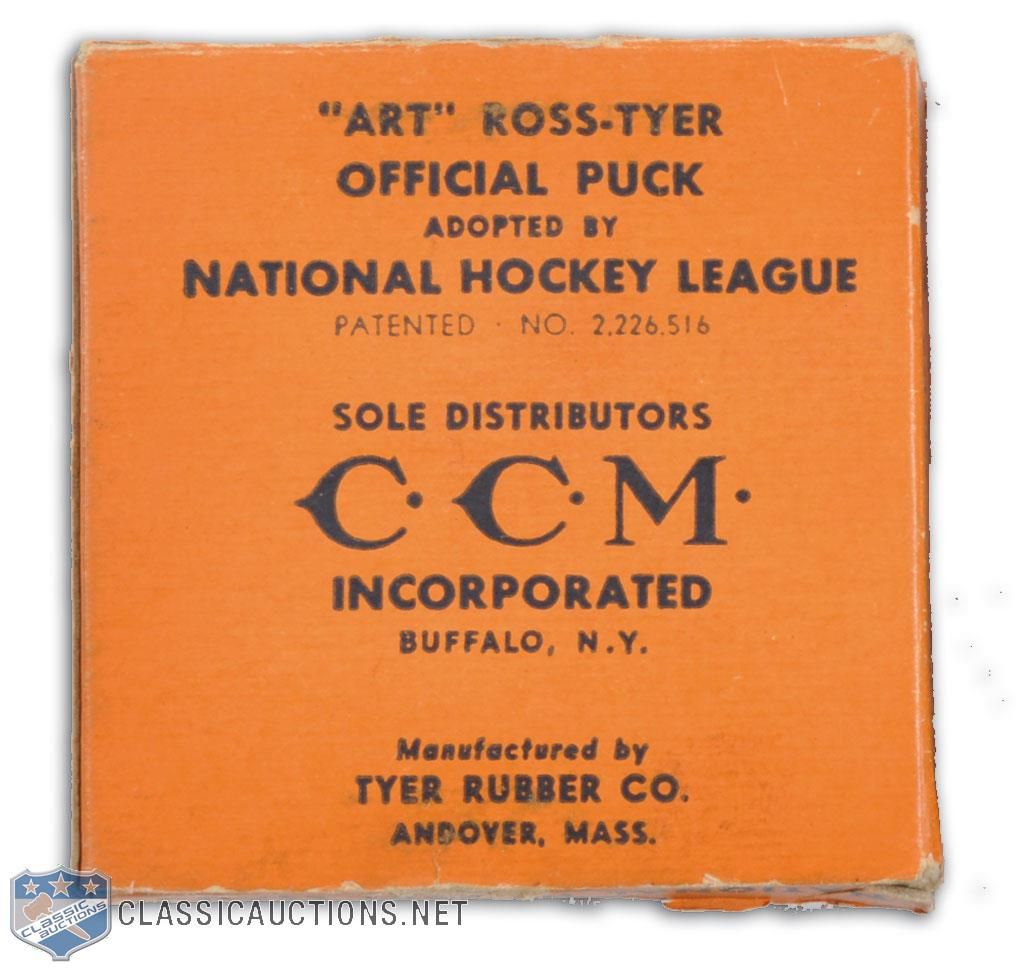 "ART" ROSS-TYER
OFFICIAL PUCK
ADOPTED BY
NATIONAL HOCKEY LEAGUE
PATENTED · NO. 2.226.516
SOLE DISTRIBUTORS
C·C·M·
INCORPORATED
BUFFALO, N.Y.
Manufactured by
TYER RUBBER CO.
ANDOVER, MASS.
CLASSIC AUCTIONS
CLASSICAUCTIONS.NET